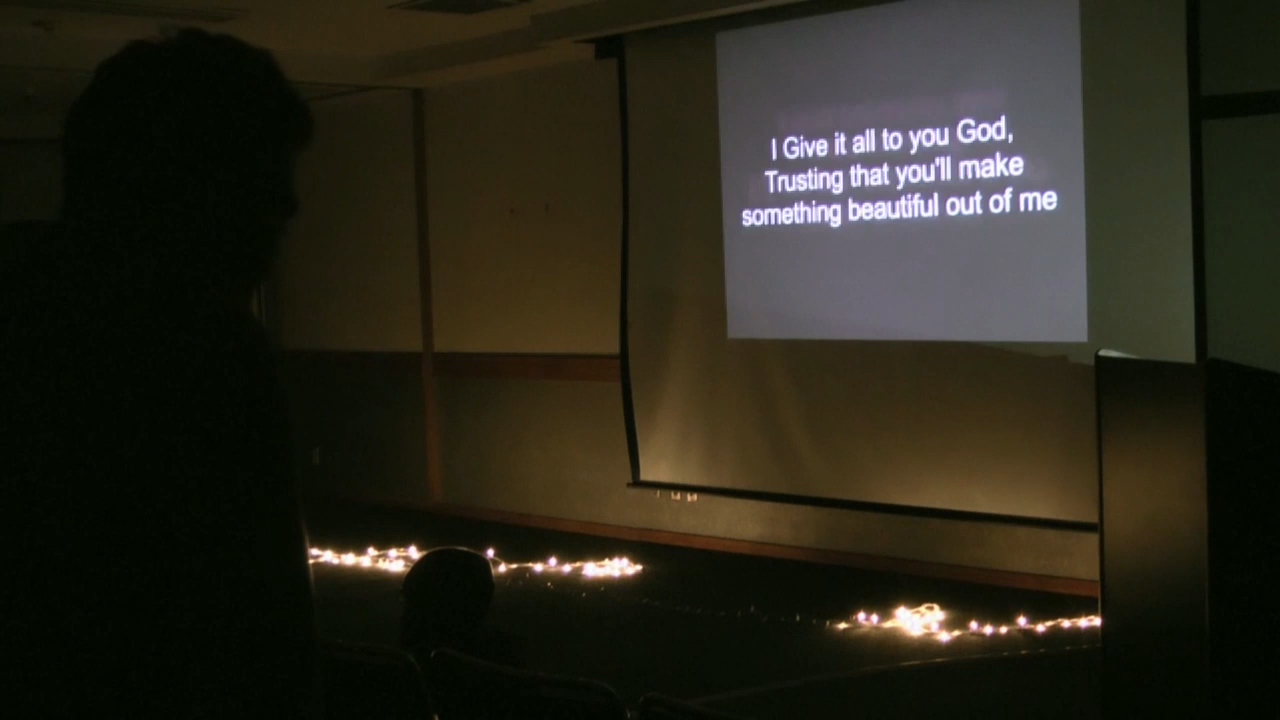 I Give it all to you God,
Trusting that you'll make
something beautiful out of me